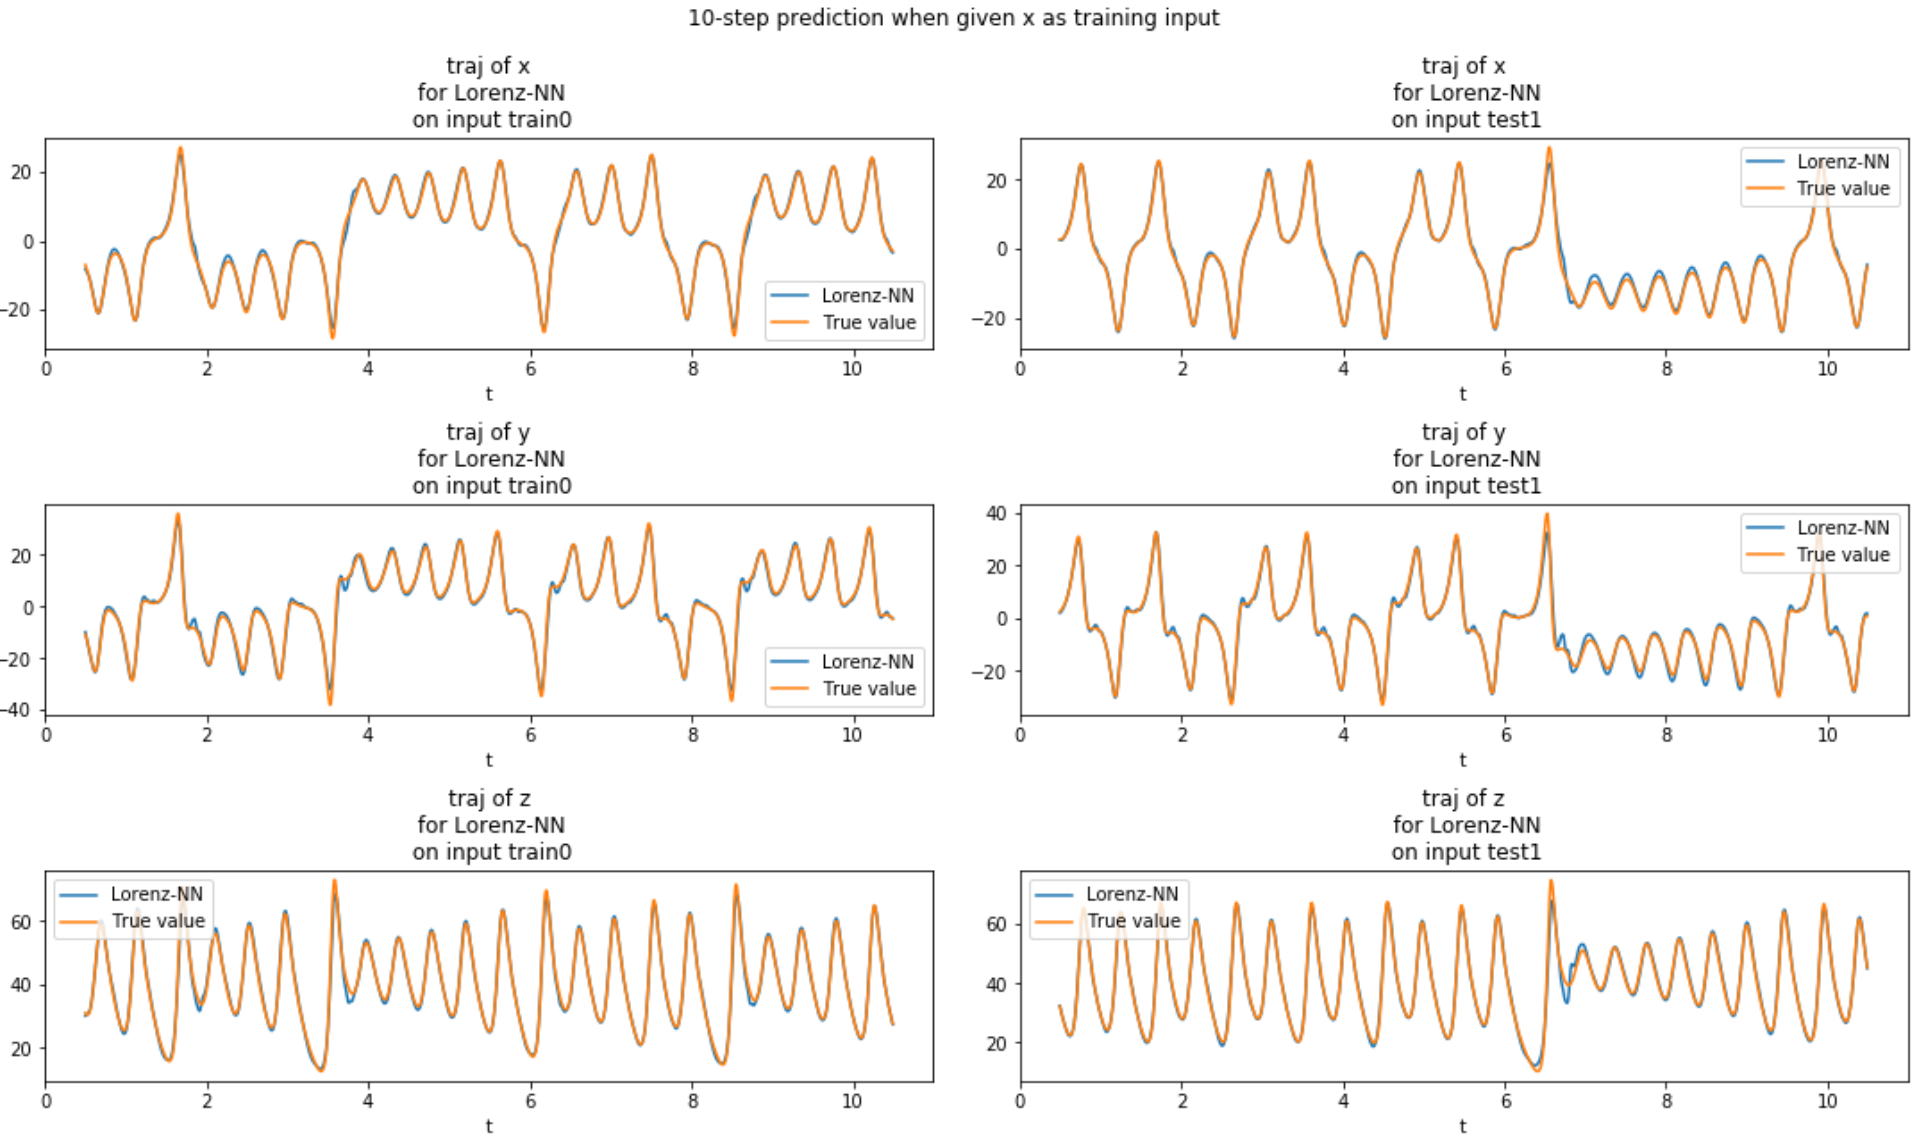 10-step prediction when given x as training input
traj of x
for Lorenz-NN
on input train0
20
0
−20
Lorenz-NN
True value
0 2 4 6 8 10
t
traj of x
for Lorenz-NN
on input test1
20
0
−20
Lorenz-NN
True value
0 2 4 6 8 10
t
traj of y
for Lorenz-NN
on input train0
20
0
−20
−40
Lorenz-NN
True value
0 2 4 6 8 10
t
traj of y
for Lorenz-NN
on input test1
40
20
0
−20
Lorenz-NN
True value
0 2 4 6 8 10
t
traj of z
for Lorenz-NN
on input train0
Lorenz-NN
True value
60
40
20
0 2 4 6 8 10
t
traj of z
for Lorenz-NN
on input test1
Lorenz-NN
True value
60
40
20
0 2 4 6 8 10
t